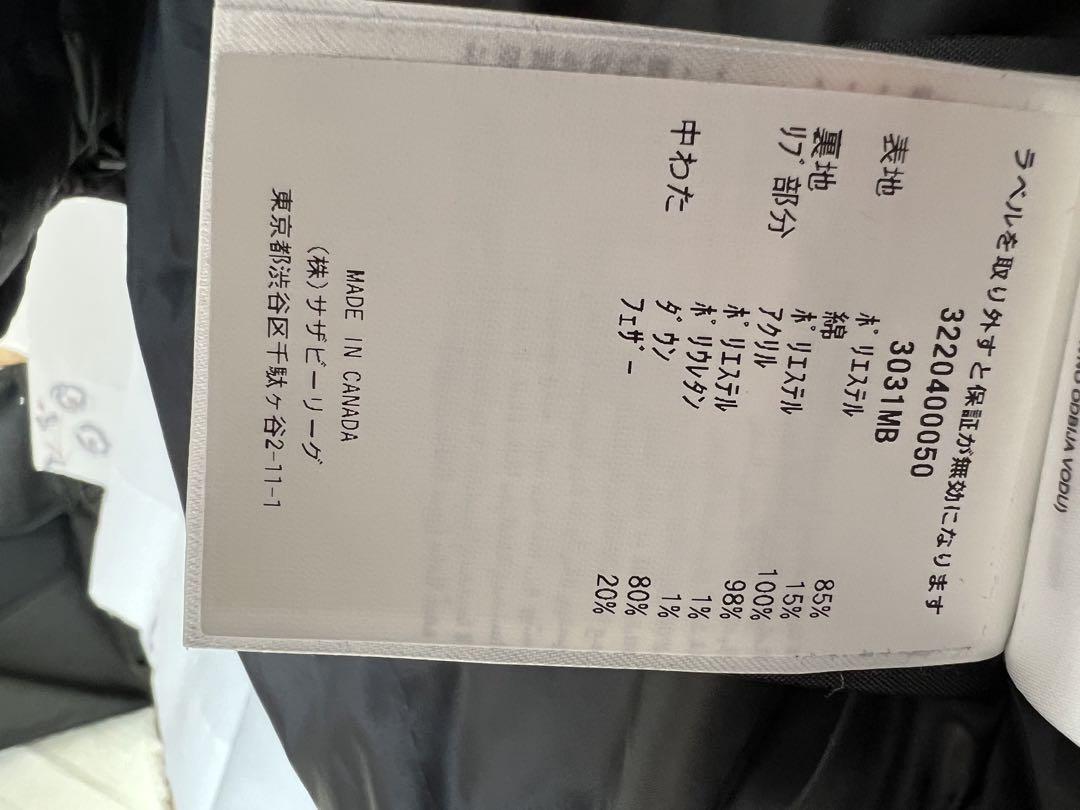 ラベルを取り外すと保証が無効になります
3220400050
3031MB
表地 ﾎﾟﾘｴｽﾃﾙ 85%
綿 15%
裏地 ﾎﾟﾘｴｽﾃﾙ 100%
ﾘﾌﾞ部分 ｱｸﾘﾙ 98%
ﾎﾟﾘｴｽﾃﾙ 1%
ﾎﾟﾘｳﾚﾀﾝ 1%
中わた ﾀﾞｳﾝ 80%
ﾌｪｻﾞｰ 20%
MADE IN CANADA
(株)サザビーリーグ
東京都渋谷区千駄ヶ谷2-11-1
ODBIJA VODU)